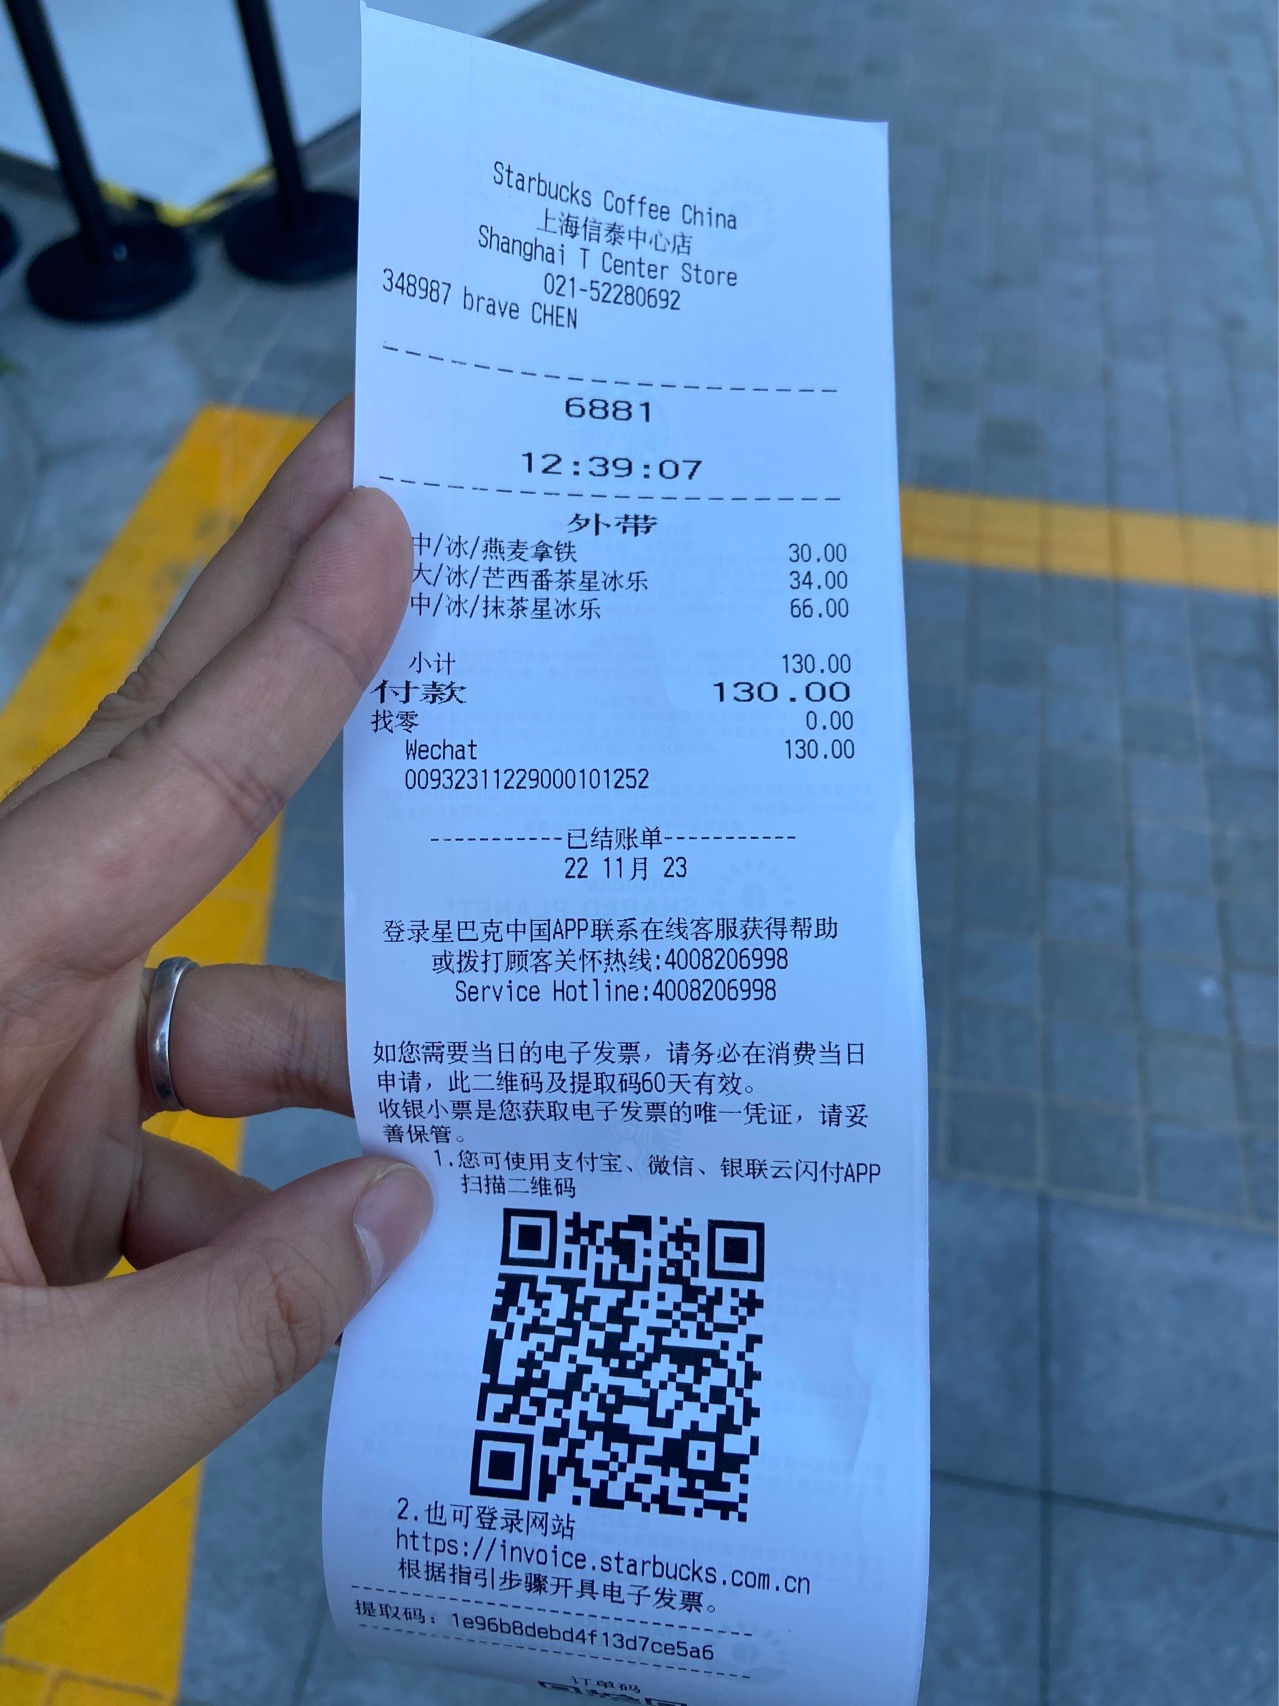 Starbucks Coffee China
上海信泰中心店
Shanghai T Center Store
021-52280692
348987 brave CHEN
6881
12:39:07
外带
中/冰/燕麦拿铁 30.00
大/冰/芒西番茶星冰乐 34.00
中/冰/抹茶星冰乐 66.00
小计 130.00
付款 130.00
找零 0.00
Wechat 130.00
00932311229000101252
-----------已结账单-----------
22 11月 23
登录星巴克中国APP联系在线客服获得帮助
或拨打顾客关怀热线:4008206998
Service Hotline:4008206998
如您需要当日的电子发票，请务必在消费当日
申请，此二维码及提取码60天有效。
收银小票是您获取电子发票的唯一凭证，请妥
善保管。
1.您可使用支付宝、微信、银联云闪付APP
扫描二维码
2.也可登录网站
https://invoice.starbucks.com.cn
根据指引步骤开具电子发票。
提取码: 1e96b8debd4f13d7ce5a6
订单码